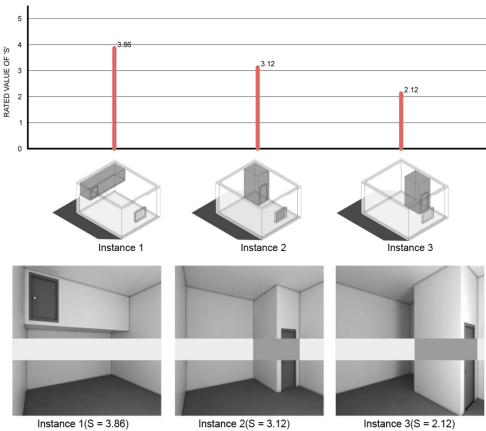 RATED VALUE OF 'S'
5
4
3
2
1
0
3.86
3.12
2.12
Instance 1
Instance 2
Instance 3
Instance 1(S = 3.86)
Instance 2(S = 3.12)
Instance 3(S = 2.12)